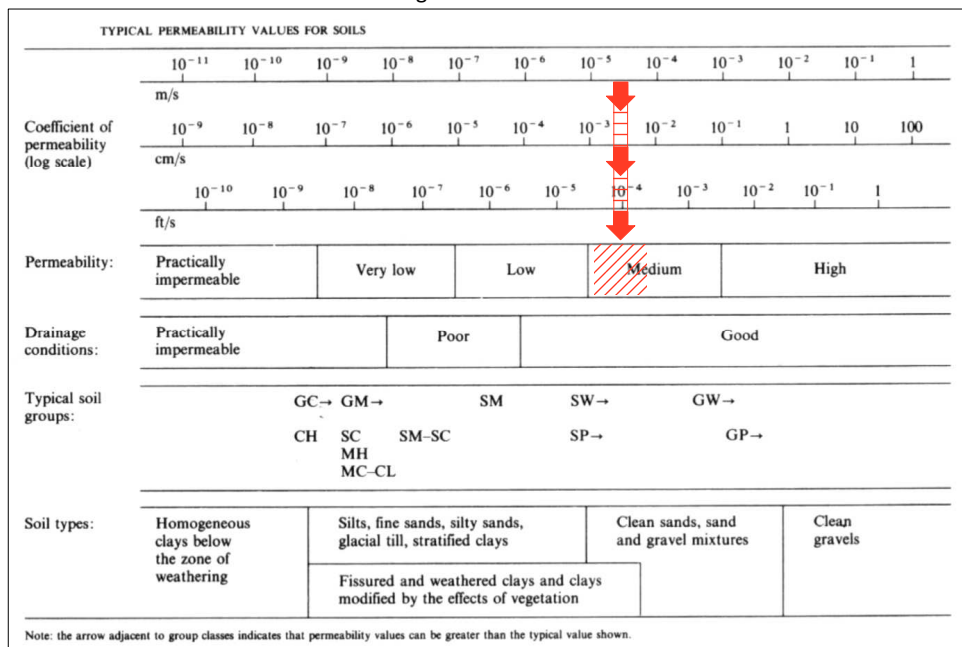 TYPICAL PERMEABILITY VALUES FOR SOILS
10⁻¹¹ 10⁻¹⁰ 10⁻⁹ 10⁻⁸ 10⁻⁷ 10⁻⁶ 10⁻⁵ 10⁻⁴ 10⁻³ 10⁻² 10⁻¹ 1
m/s
Coefficient of
permeability
(log scale)
10⁻⁹ 10⁻⁸ 10⁻⁷ 10⁻⁶ 10⁻⁵ 10⁻⁴ 10⁻³ 10⁻² 10⁻¹ 1 10 100
cm/s
10⁻¹⁰ 10⁻⁹ 10⁻⁸ 10⁻⁷ 10⁻⁶ 10⁻⁵ 10⁻⁴ 10⁻³ 10⁻² 10⁻¹ 1
ft/s
Permeability:
Practically
impermeable
Very low
Low
Medium
High
Drainage
conditions:
Practically
impermeable
Poor
Good
Typical soil
groups:
GC→ GM→ SM SW→ GW→
CH SC SM–SC SP→ GP→
MH
MC–CL
Soil types:
Homogeneous
clays below
the zone of
weathering
Silts, fine sands, silty sands,
glacial till, stratified clays
Clean sands, sand
and gravel mixtures
Clean
gravels
Fissured and weathered clays and clays
modified by the effects of vegetation
Note: the arrow adjacent to group classes indicates that permeability values can be greater than the typical value shown.